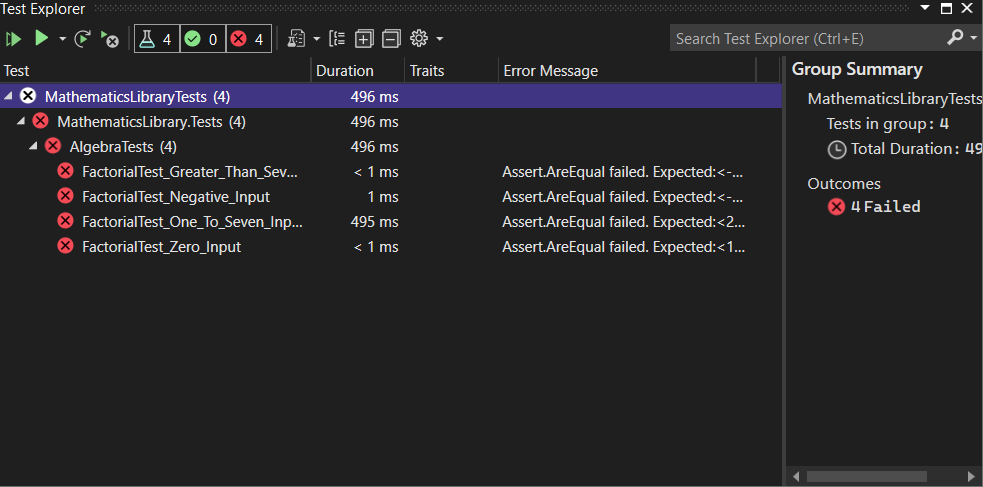 Test Explorer
4 0 4
Search Test Explorer (Ctrl+E)
Test Duration Traits Error Message
MathematicsLibraryTests (4) 496 ms
MathematicsLibrary.Tests (4) 496 ms
AlgebraTests (4) 496 ms
FactorialTest_Greater_Than_Sev... < 1 ms Assert.AreEqual failed. Expected:<-...
FactorialTest_Negative_Input 1 ms Assert.AreEqual failed. Expected:<-...
FactorialTest_One_To_Seven_Inp... 495 ms Assert.AreEqual failed. Expected:<2...
FactorialTest_Zero_Input < 1 ms Assert.AreEqual failed. Expected:<1...
Group Summary
MathematicsLibraryTests
Tests in group: 4
Total Duration: 49
Outcomes
4 Failed